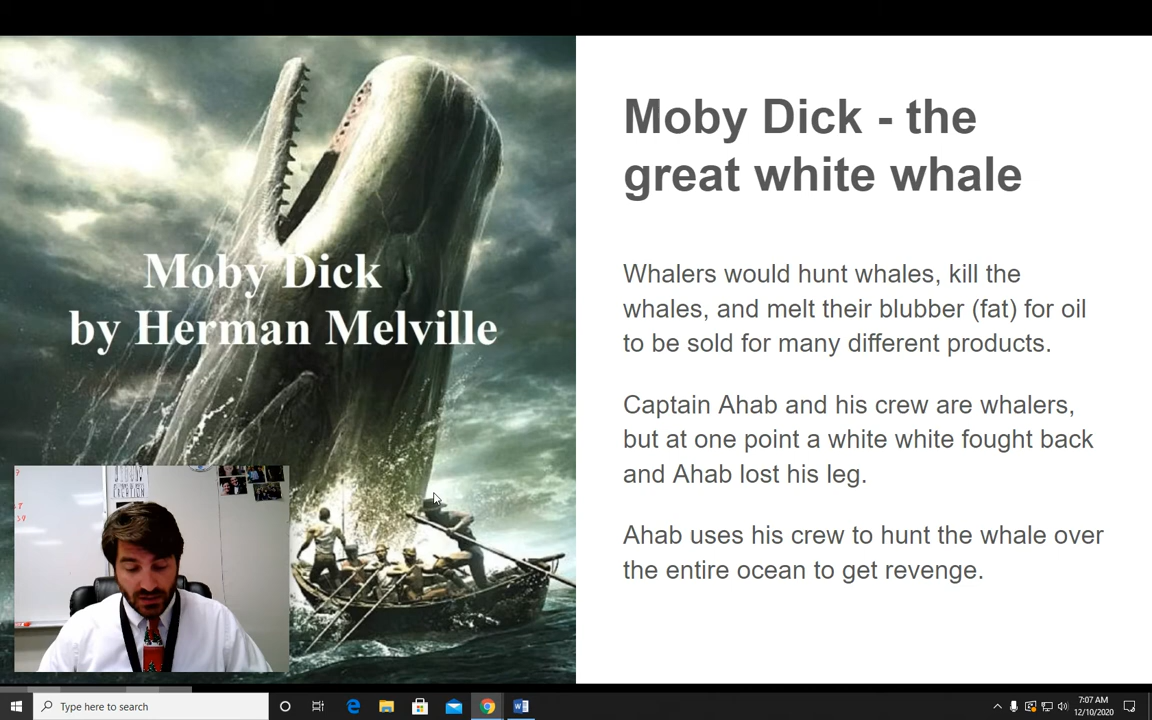 Moby Dick
by Herman Melville
Moby Dick - the
great white whale
Whalers would hunt whales, kill the
whales, and melt their blubber (fat) for oil
to be sold for many different products.
Captain Ahab and his crew are whalers,
but at one point a white white fought back
and Ahab lost his leg.
Ahab uses his crew to hunt the whale over
the entire ocean to get revenge.
Type here to search
7:07 AM
12/10/2020